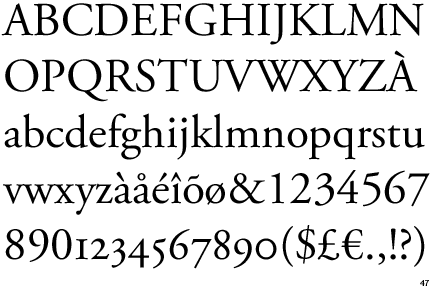 ABCDEFGHIJKLMN
OPQRSTUVWXYZÀ
abcdefghijklmnopqrstu
vwxyzàåéîõø&1234567
8901234567890($£€.,!?)
47